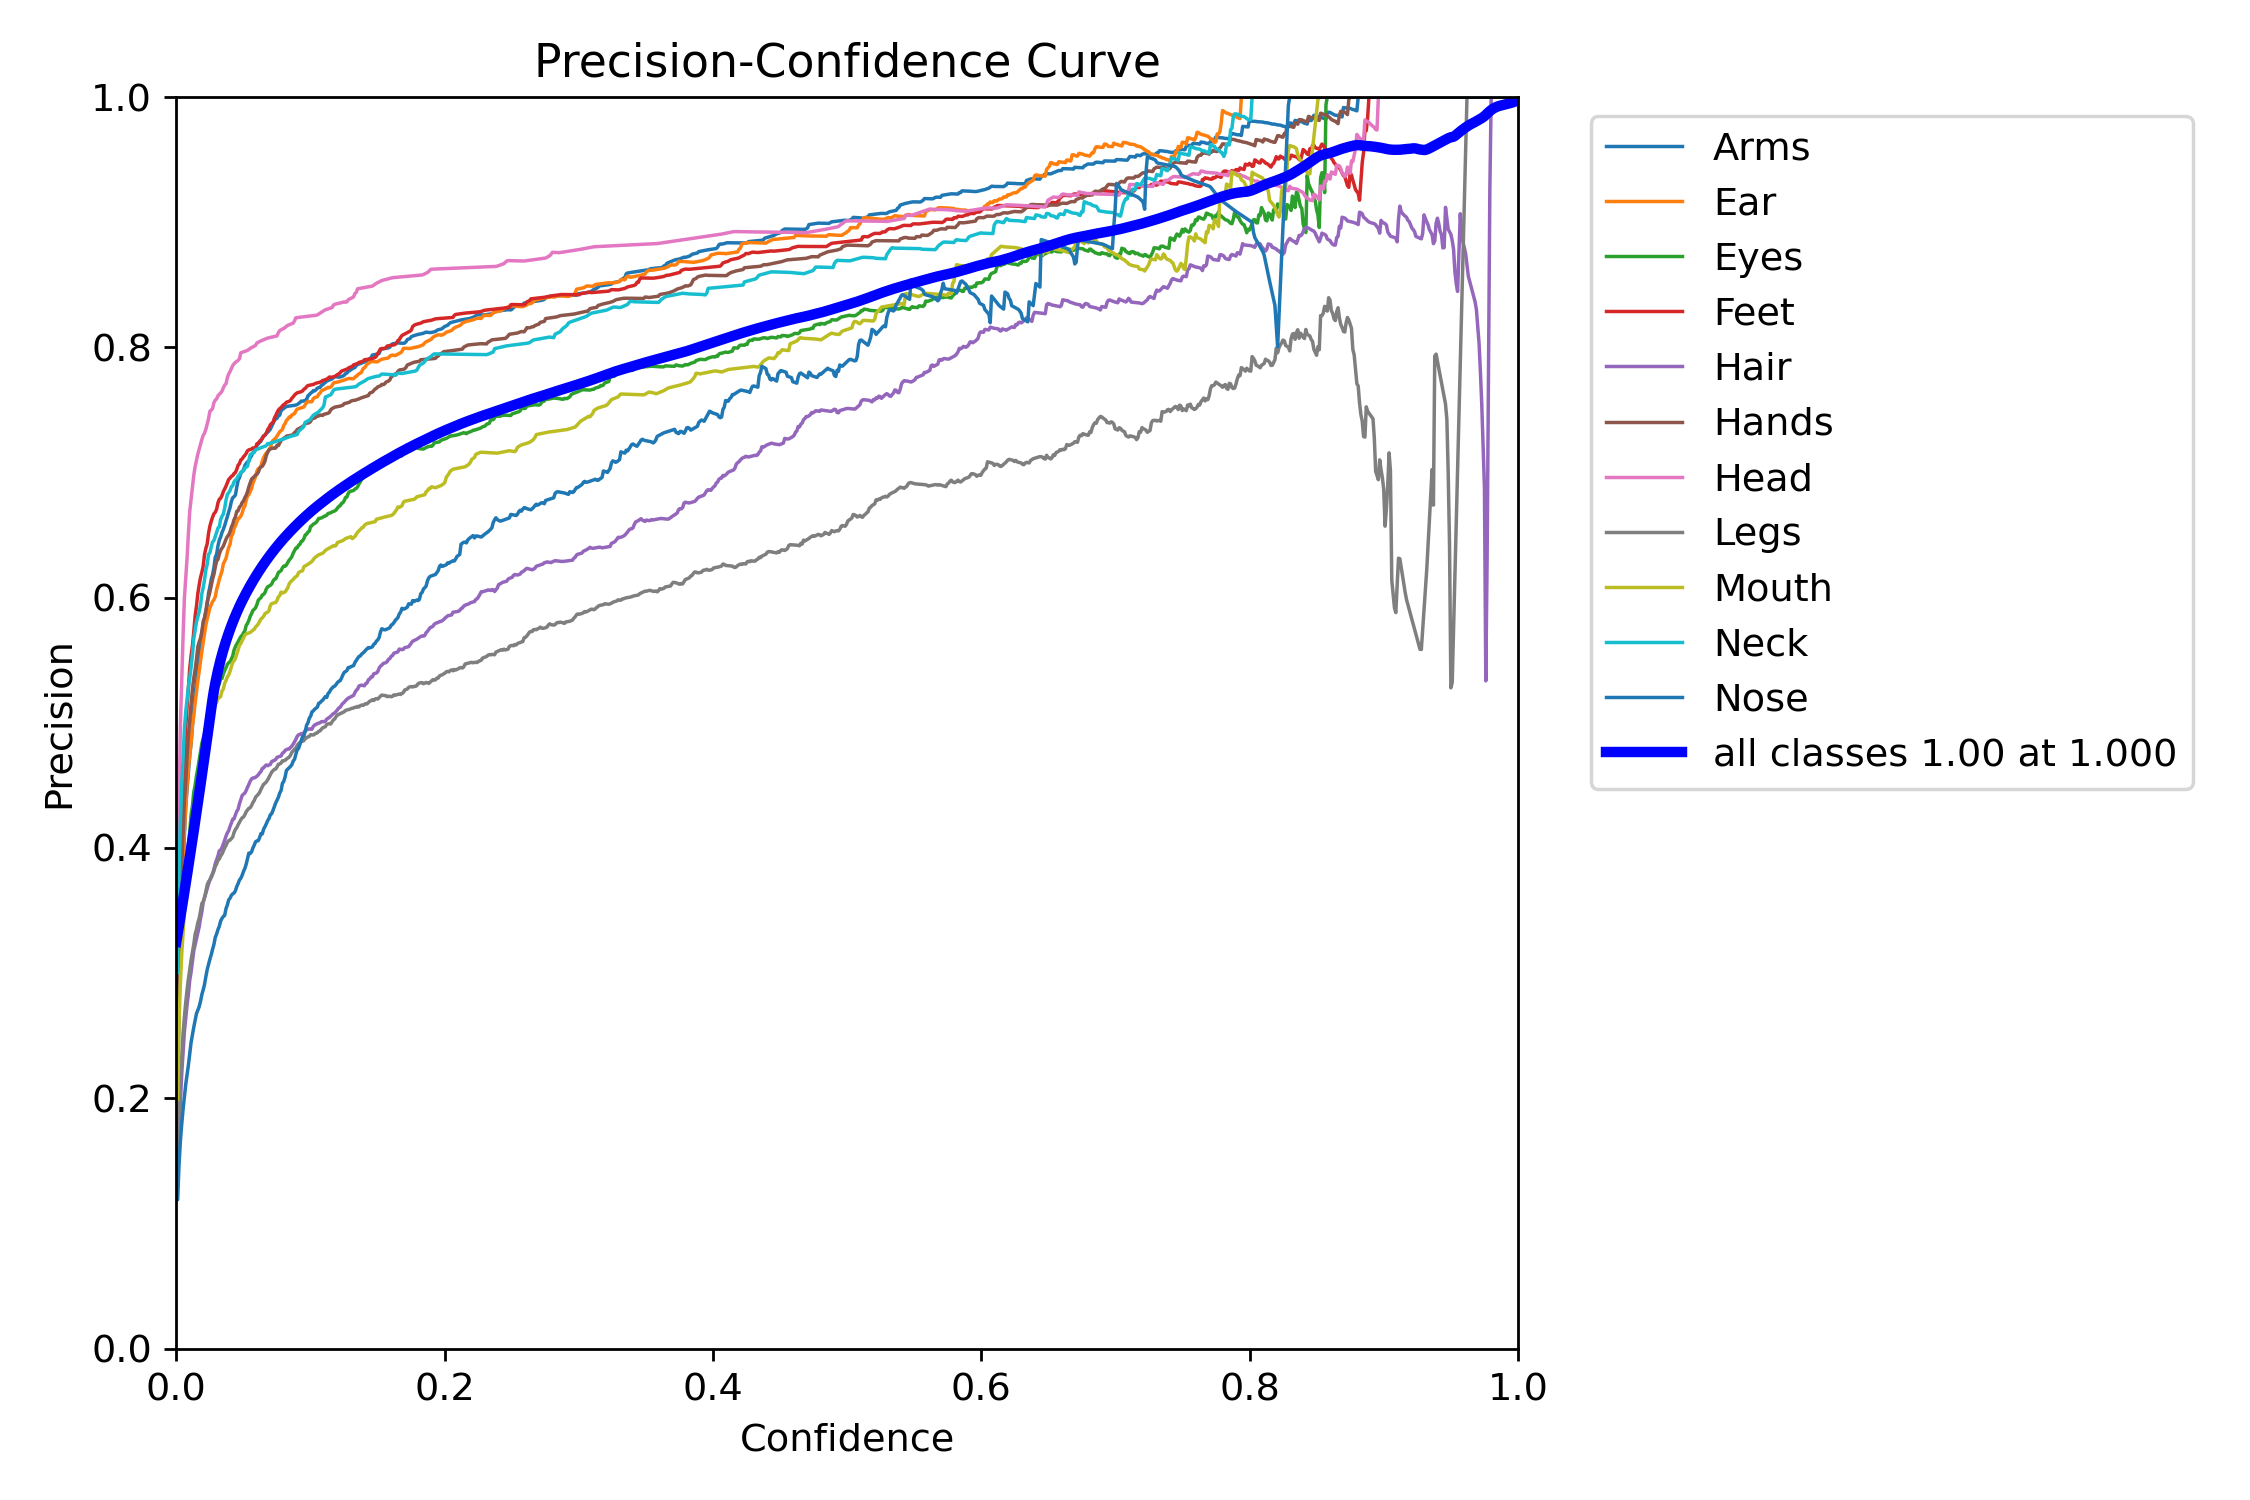 Precision-Confidence Curve
1.0
0.8
0.6
0.4
0.2
0.0
Precision
0.0 0.2 0.4 0.6 0.8 1.0
Confidence
Arms
Ear
Eyes
Feet
Hair
Hands
Head
Legs
Mouth
Neck
Nose
all classes 1.00 at 1.000